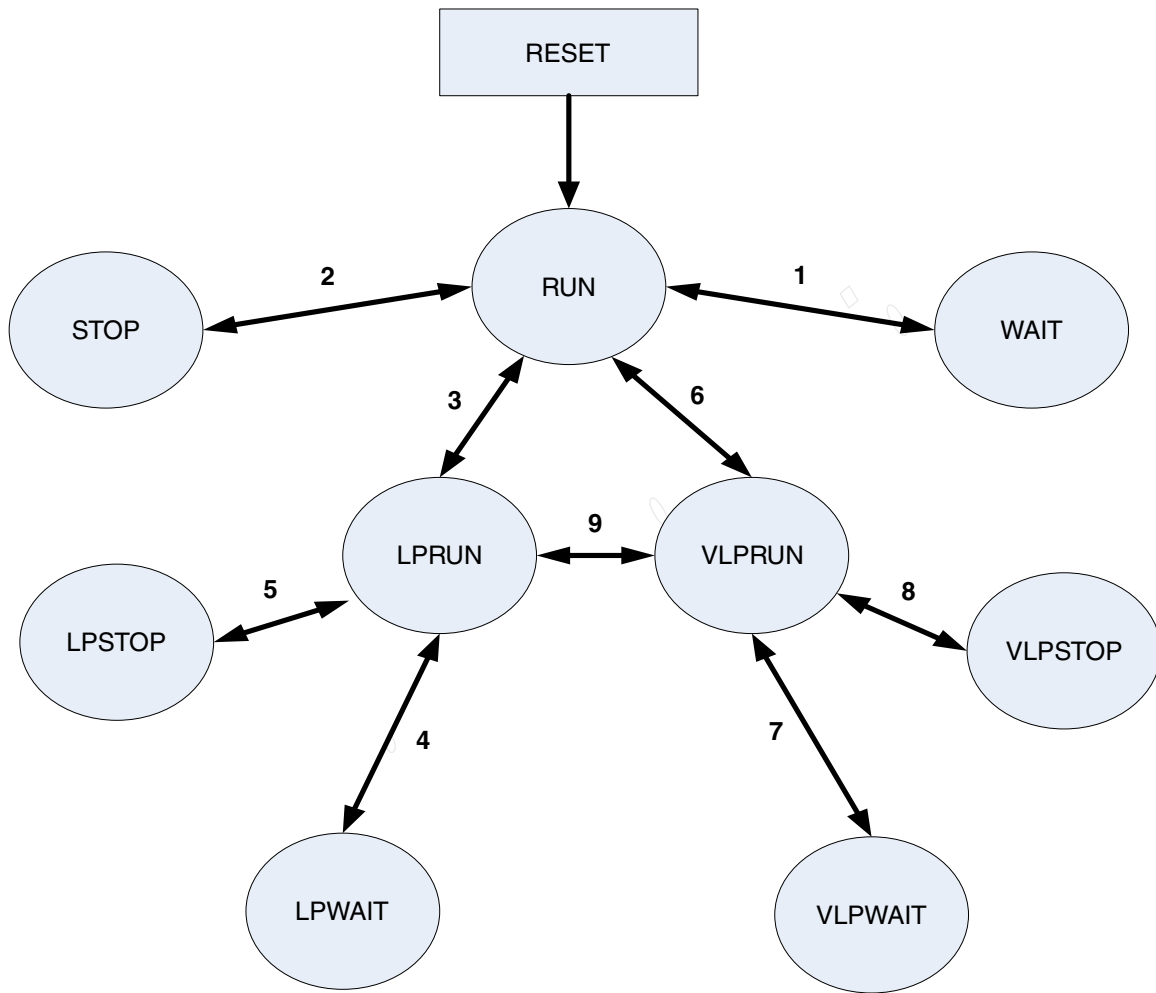 RESET
2
RUN
1
STOP
WAIT
3
6
9
LPRUN
VLPRUN
5
8
LPSTOP
VLPSTOP
4
7
LPWAIT
VLPWAIT